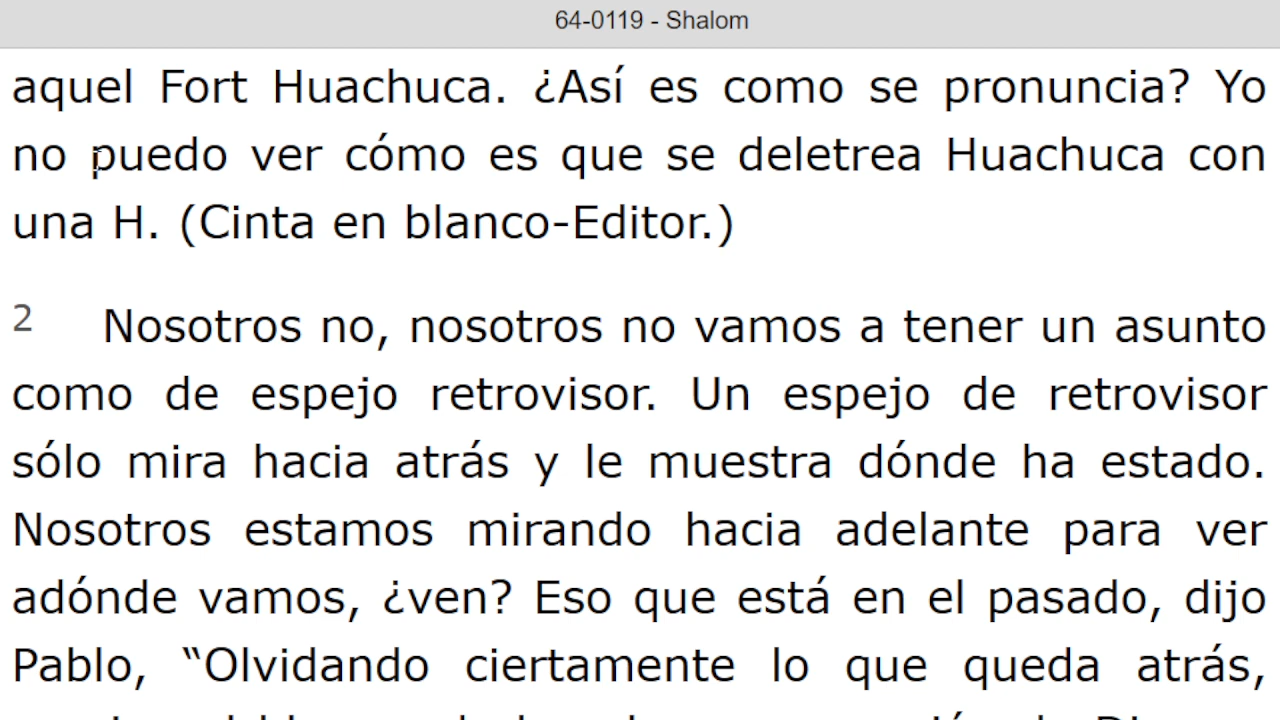 64-0119 - Shalom
aquel Fort Huachuca. ¿Así es como se pronuncia? Yo
no puedo ver cómo es que se deletrea Huachuca con
una H. (Cinta en blanco-Editor.)
2 Nosotros no, nosotros no vamos a tener un asunto
como de espejo retrovisor. Un espejo de retrovisor
sólo mira hacia atrás y le muestra dónde ha estado.
Nosotros estamos mirando hacia adelante para ver
adónde vamos, ¿ven? Eso que está en el pasado, dijo
Pablo, “Olvidando ciertamente lo que queda atrás,